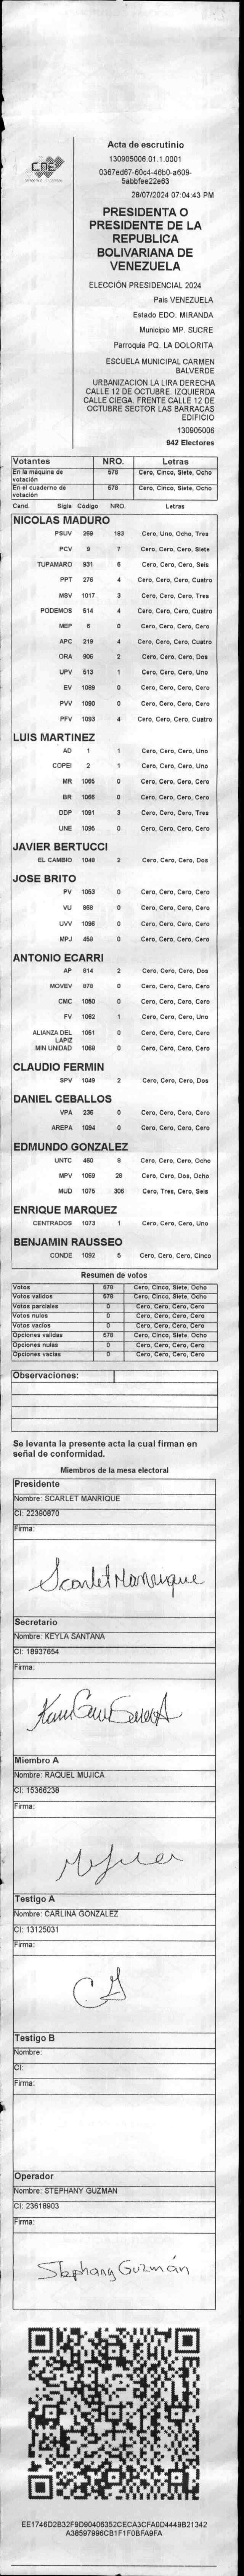 CNE
Acta de escrutinio
130905006.01.1.0001
0367ed67-60c4-46b0-a609-
5abbfee22e63
28/07/2024 07:04:43 PM
PRESIDENTA O
PRESIDENTE DE LA
REPUBLICA
BOLIVARIANA DE
VENEZUELA
ELECCIÓN PRESIDENCIAL 2024
Pais VENEZUELA
Estado EDO. MIRANDA
Municipio MP. SUCRE
Parroquia PQ. LA DOLORITA
ESCUELA MUNICIPAL CARMEN
BALVERDE
URBANIZACION LA LIRA DERECHA
CALLE 12 DE OCTUBRE. IZQUIERDA
CALLE CIEGA. FRENTE CALLE 12 DE
OCTUBRE SECTOR LAS BARRACAS
EDIFICIO
130905006
942 Electores
Votantes NRO. Letras
En la máquina de votación 578 Cero, Cinco, Siete, Ocho
En el cuaderno de votación 578 Cero, Cinco, Siete, Ocho
Cand. Sigla Código NRO. Letras
NICOLAS MADURO
PSUV 269 183 Cero, Uno, Ocho, Tres
PCV 9 7 Cero, Cero, Cero, Siete
TUPAMARO 931 6 Cero, Cero, Cero, Seis
PPT 276 4 Cero, Cero, Cero, Cuatro
MSV 1017 3 Cero, Cero, Cero, Tres
PODEMOS 514 4 Cero, Cero, Cero, Cuatro
MEP 6 0 Cero, Cero, Cero, Cero
APC 219 4 Cero, Cero, Cero, Cuatro
ORA 906 2 Cero, Cero, Cero, Dos
UPV 513 1 Cero, Cero, Cero, Uno
EV 1089 0 Cero, Cero, Cero, Cero
PVV 1090 0 Cero, Cero, Cero, Cero
PFV 1093 4 Cero, Cero, Cero, Cuatro
LUIS MARTINEZ
AD 1 1 Cero, Cero, Cero, Uno
COPEI 2 1 Cero, Cero, Cero, Uno
MR 1065 0 Cero, Cero, Cero, Cero
BR 1066 0 Cero, Cero, Cero, Cero
DDP 1091 3 Cero, Cero, Cero, Tres
UNE 1095 0 Cero, Cero, Cero, Cero
JAVIER BERTUCCI
EL CAMBIO 1048 2 Cero, Cero, Cero, Dos
JOSE BRITO
PV 1053 0 Cero, Cero, Cero, Cero
VU 868 0 Cero, Cero, Cero, Cero
UVV 1096 0 Cero, Cero, Cero, Cero
MPJ 458 0 Cero, Cero, Cero, Cero
ANTONIO ECARRI
AP 614 2 Cero, Cero, Cero, Dos
MOVEV 978 0 Cero, Cero, Cero, Cero
CMC 1050 0 Cero, Cero, Cero, Cero
FV 1062 1 Cero, Cero, Cero, Uno
ALIANZA DEL LAPIZ 1051 0 Cero, Cero, Cero, Cero
MIN UNIDAD 1068 0 Cero, Cero, Cero, Cero
CLAUDIO FERMIN
SPV 1049 2 Cero, Cero, Cero, Dos
DANIEL CEBALLOS
VPA 236 0 Cero, Cero, Cero, Cero
AREPA 1094 0 Cero, Cero, Cero, Cero
EDMUNDO GONZALEZ
UNTC 460 8 Cero, Cero, Cero, Ocho
MPV 1069 28 Cero, Cero, Dos, Ocho
MUD 1075 306 Cero, Tres, Cero, Seis
ENRIQUE MARQUEZ
CENTRADOS 1073 1 Cero, Cero, Cero, Uno
BENJAMIN RAUSSEO
CONDE 1092 5 Cero, Cero, Cero, Cinco
Resumen de votos
Votos 578 Cero, Cinco, Siete, Ocho
Votos validos 578 Cero, Cinco, Siete, Ocho
Votos parciales 0 Cero, Cero, Cero, Cero
Votos nulos 0 Cero, Cero, Cero, Cero
Votos vacios 0 Cero, Cero, Cero, Cero
Opciones validas 578 Cero, Cinco, Siete, Ocho
Opciones nulas 0 Cero, Cero, Cero, Cero
Opciones vacias 0 Cero, Cero, Cero, Cero
Observaciones:
Se levanta la presente acta la cual firman en
señal de conformidad.
Miembros de la mesa electoral
Presidente
Nombre: SCARLET MANRIQUE
CI: 22390870
Firma:
Scarlet Manrique
Secretario
Nombre: KEYLA SANTANA
CI: 18937654
Firma:
Miembro A
Nombre: RAQUEL MUJICA
CI: 15366238
Firma:
Testigo A
Nombre: CARLINA GONZALEZ
CI: 13125031
Firma:
CG
Testigo B
Nombre:
CI:
Firma:
Operador
Nombre: STEPHANY GUZMAN
CI: 23618903
Firma:
Stephany Guzmán
EE1746D2B32F9D90406352CECA3CFA0D4449B21342
A38597996CB1F1F0BFA9FA